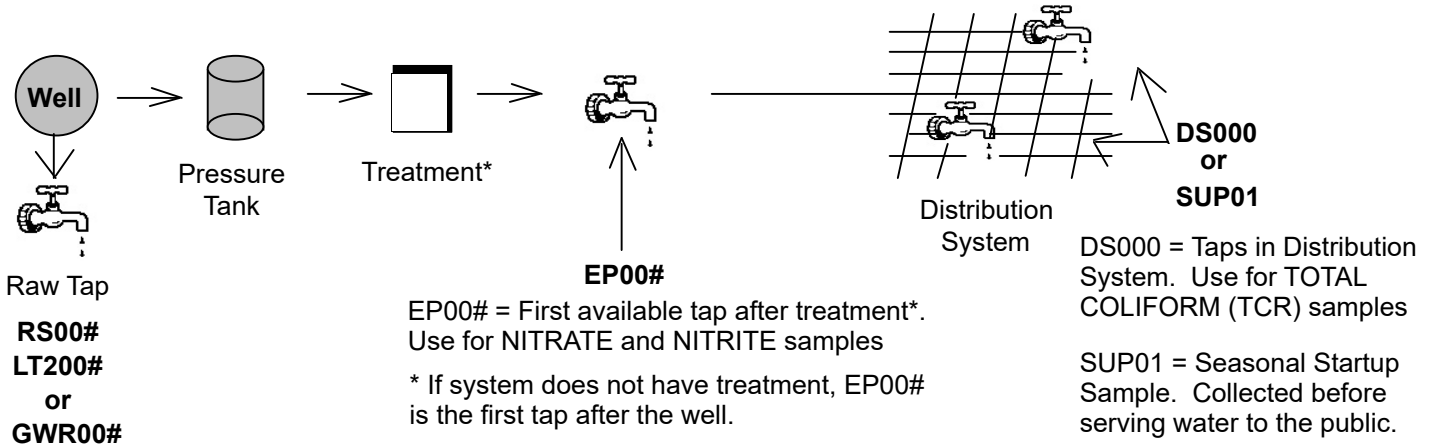 Well
Pressure
Tank
Treatment*
Raw Tap
RS00#
LT200#
or
GWR00#
EP00#
EP00# = First available tap after treatment*.
Use for NITRATE and NITRITE samples
* If system does not have treatment, EP00#
is the first tap after the well.
Distribution
System
DS000
or
SUP01
DS000 = Taps in Distribution
System. Use for TOTAL
COLIFORM (TCR) samples
SUP01 = Seasonal Startup
Sample. Collected before
serving water to the public.